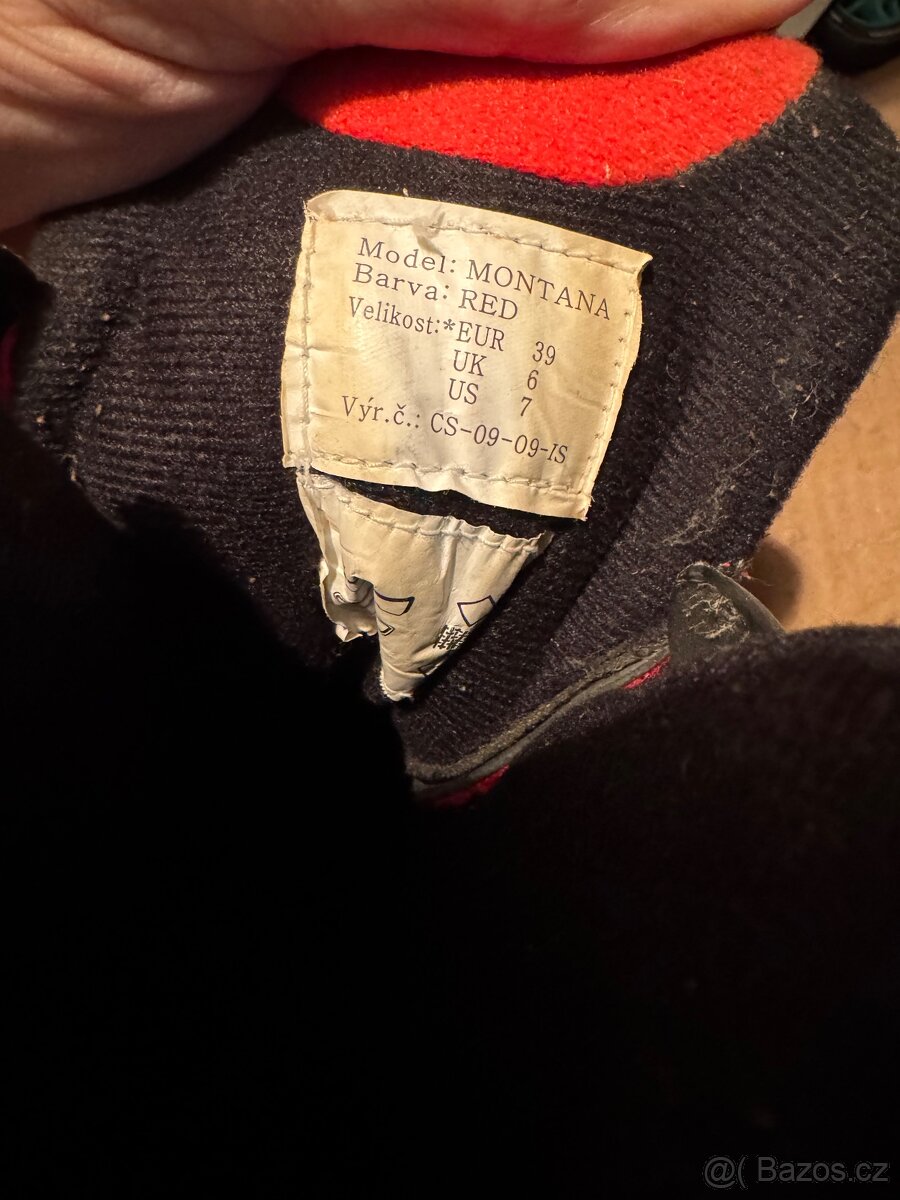 Model: MONTANA
Barva: RED
Velikost:*EUR 39
UK 6
US 7
Výr.č.: CS-09-09-IS
@( Bazos.cz